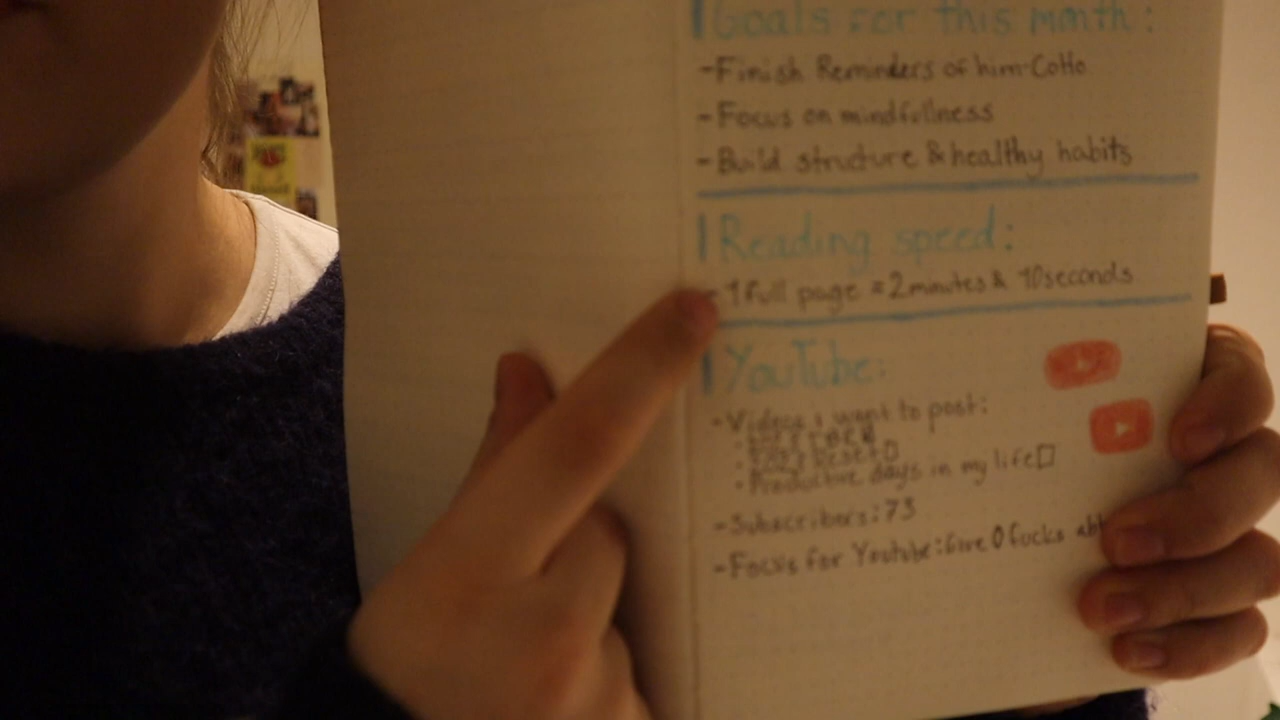 Goals for this month:
-Finish Reminders of him-CoHo
-Focus on mindfullness
-Build structure & healthy habits
Reading speed:
-1 full page = 2 minutes & 10 seconds
YouTube:
-Videos i want to post:
• Productive days in my life
-Subscribers: 73
-Focus for Youtube: Give 0 fucks